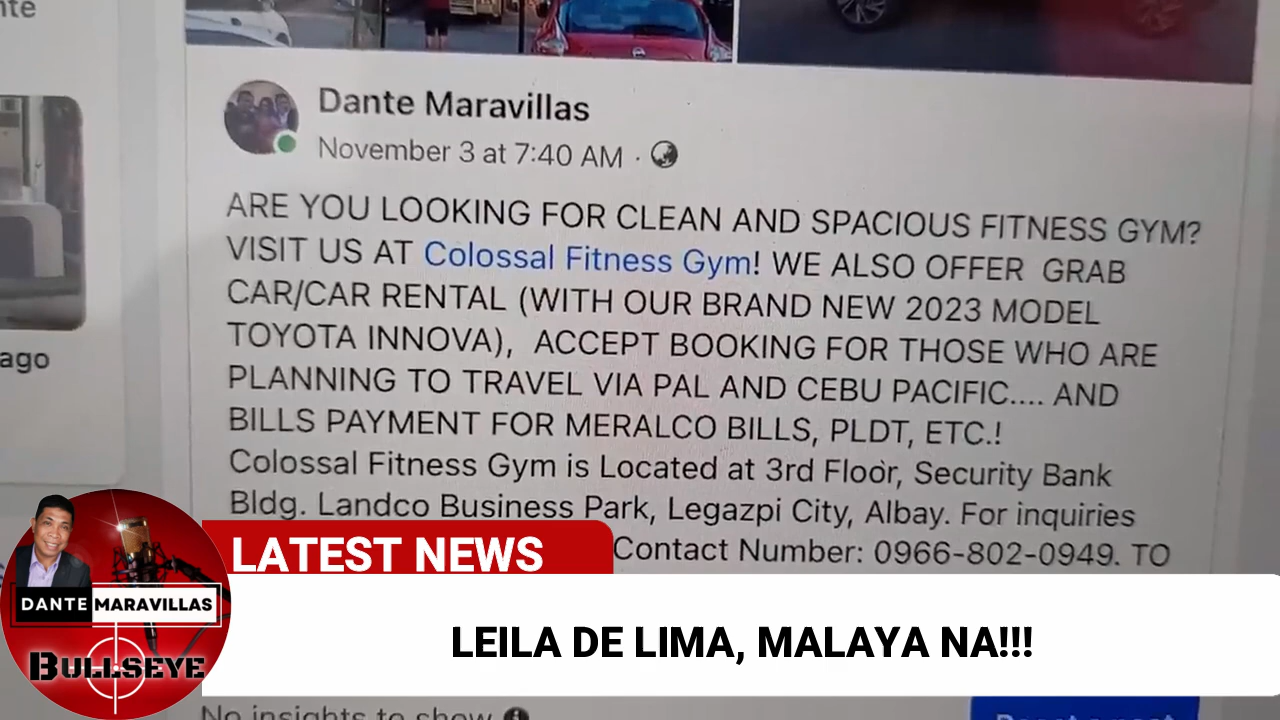 Dante Maravillas
November 3 at 7:40 AM ·
ARE YOU LOOKING FOR CLEAN AND SPACIOUS FITNESS GYM?
VISIT US AT Colossal Fitness Gym! WE ALSO OFFER GRAB
CAR/CAR RENTAL (WITH OUR BRAND NEW 2023 MODEL
TOYOTA INNOVA), ACCEPT BOOKING FOR THOSE WHO ARE
PLANNING TO TRAVEL VIA PAL AND CEBU PACIFIC.... AND
BILLS PAYMENT FOR MERALCO BILLS, PLDT, ETC.!
ago
Colossal Fitness Gym is Located at 3rd Floor, Security Bank
Bldg. Landco Business Park, Legazpi City, Albay. For inquiries
Contact Number: 0966-802-0949. TO
LATEST NEWS
LEILA DE LIMA, MALAYA NA!!!
DANTE MARAVILLAS
BULLSEYE
No insights to show